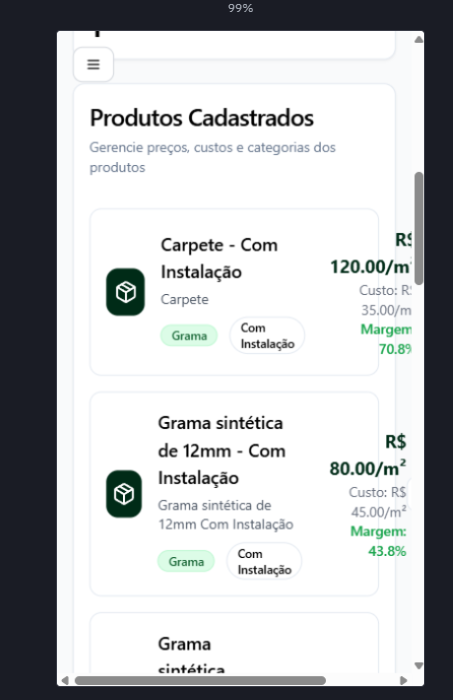 99%
Produtos Cadastrados
Gerencie preços, custos e categorias dos
produtos
Carpete - Com
Instalação
Carpete
Grama
Com
Instalação
R$
120.00/m²
Custo: R$
35.00/m
Margem
70.8%
Grama sintética
de 12mm - Com
Instalação
Grama sintética de
12mm Com Instalação
Grama
Com
Instalação
R$
80.00/m²
Custo: R$
45.00/m²
Margem:
43.8%
Grama
sintética